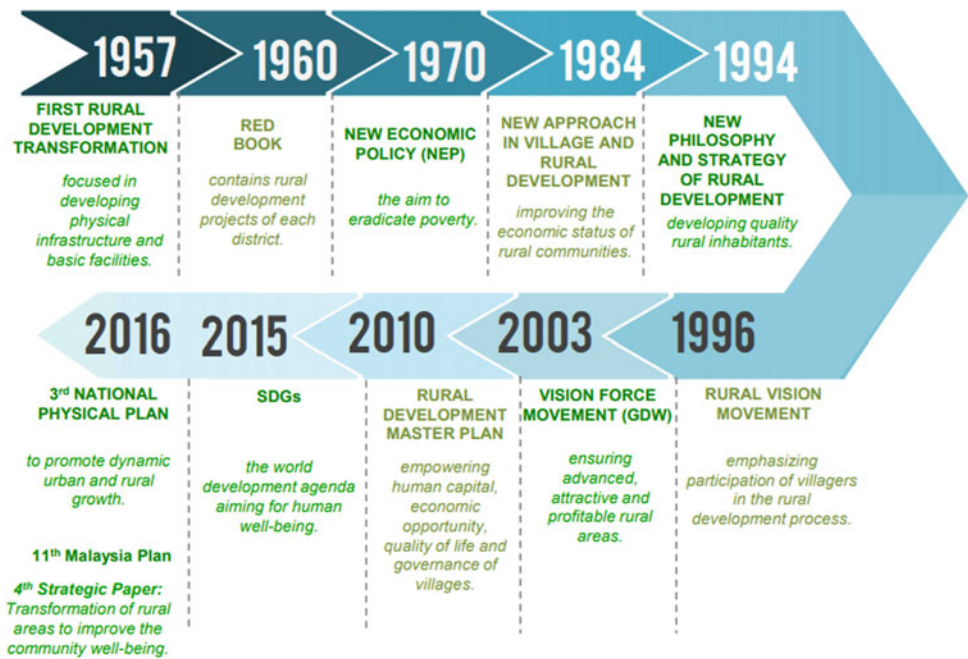 1957
FIRST RURAL
DEVELOPMENT
TRANSFORMATION
focused in
developing
physical
infrastructure and
basic facilities.
1960
RED
BOOK
contains rural
development
projects of each
district.
1970
NEW ECONOMIC
POLICY (NEP)
the aim to
eradicate poverty.
1984
NEW APPROACH
IN VILLAGE AND
RURAL
DEVELOPMENT
improving the
economic status of
rural communities.
1994
NEW
PHILOSOPHY
AND STRATEGY
OF RURAL
DEVELOPMENT
developing quality
rural inhabitants.
1996
RURAL VISION
MOVEMENT
emphasizing
participation of villagers
in the rural
development process.
2003
VISION FORCE
MOVEMENT (GDW)
ensuring
advanced,
attractive and
profitable rural
areas.
2010
RURAL
DEVELOPMENT
MASTER PLAN
empowering
human capital,
economic
opportunity,
quality of life and
governance of
villages.
2015
SDGs
the world
development agenda
aiming for human
well-being.
2016
3rd NATIONAL
PHYSICAL PLAN
to promote dynamic
urban and rural
growth.
11th Malaysia Plan
4th Strategic Paper:
Transformation of rural
areas to improve the
community well-being.